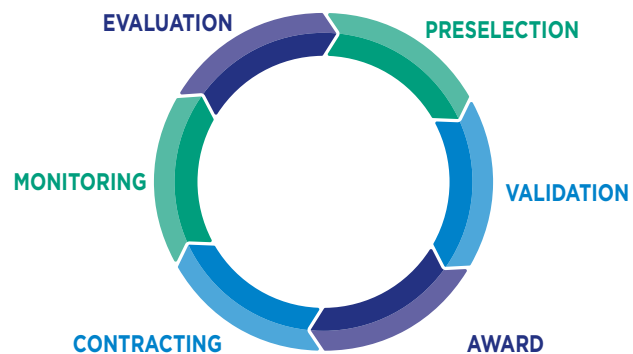 EVALUATION
PRESELECTION
MONITORING
VALIDATION
CONTRACTING
AWARD